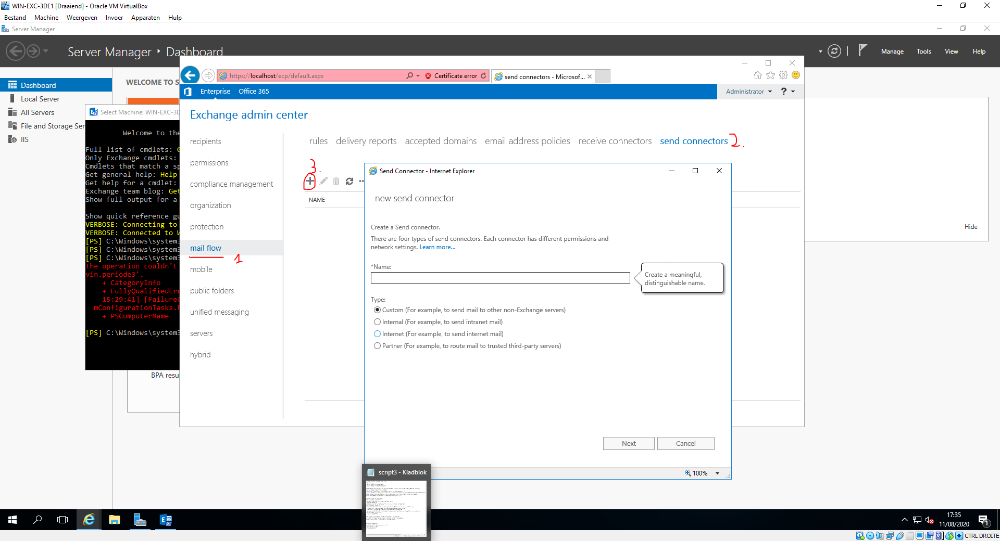 WIN-EXC-3DE1 [Draaiend] - Oracle VM VirtualBox
Bestand Machine Weergeven Invoer Apparaten Hulp
Server Manager
Server Manager Dashboard
Manage Tools View Help
https://localhost/ecp/default.aspx
Certificate error
send connectors - Microsof...
Dashboard
Local Server
All Servers
File and Storage Ser
IIS
WELCOME TO S
Enterprise Office 365
Administrator ?
Exchange admin center
recipients
permissions
compliance management
organization
protection
mail flow
1
mobile
public folders
unified messaging
servers
hybrid
rules delivery reports accepted domains email address policies receive connectors send connectors
2.
3.
NAME
Select Machine: WIN-EXC-3DE
Welcome to the
Full list of cmdlets: G
Only Exchange cmdlets:
Cmdlets that match a sp
Get general help: Help
Get help for a cmdlet:
Exchange team blog: Get
Show full output for a
Show quick reference gu
VERBOSE: Connecting to
VERBOSE: Connected to W
[PS] C:\Windows\system3
[PS] C:\Windows\system3
[PS] C:\Windows\system3
The operation couldn't
vin.periode3'.
+ CategoryInfo
+ FullyQualifiedErr
15:29:41] [FailureC
mConfigurationTasks.
+ PSComputerName
[PS] C:\Windows\system3
BPA resu
Hide
Send Connector - Internet Explorer
new send connector
Create a Send connector.
There are four types of send connectors. Each connector has different permissions and
network settings. Learn more...
*Name:
Create a meaningful,
distinguishable name.
Type:
Custom (For example, to send mail to other non-Exchange servers)
Internal (For example, to send intranet mail)
Internet (For example, to send internet mail)
Partner (For example, to route mail to trusted third-party servers)
Next Cancel
100%
script3 - Kladblok
17:35
11/08/2020
1
CTRL DROITE